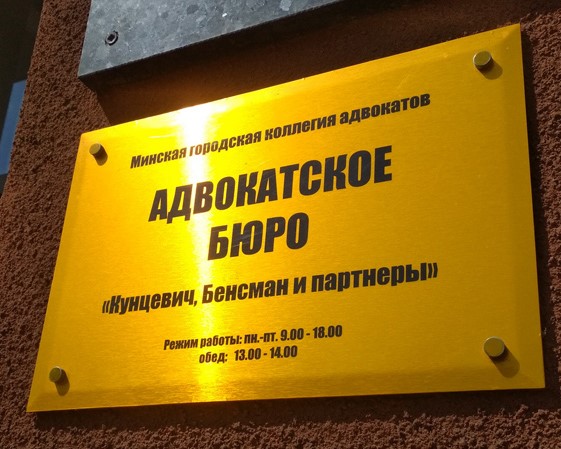 Минская городская коллегия адвокатов
АДВОКАТСКОЕ
БЮРО
«Кунцевич, Бенсман и партнеры»
Режим работы: пн.-пт. 9.00 - 18.00
обед: 13.00 - 14.00